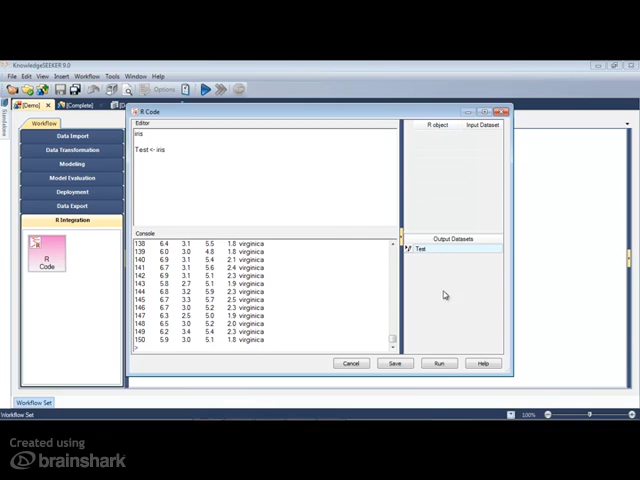 KnowledgeSEEKER 9.0
File Edit View Insert Workflow Tools Window Help
Options
[Demo] [Complete]
Standalone
Workflow
Data Import
Data Transformation
Modeling
Model Evaluation
Deployment
Data Export
R Integration
R
Code
R Code
Editor
iris
Test <- iris
Console
138 6.4 3.1 5.5 1.8 virginica
139 6.0 3.0 4.8 1.8 virginica
140 6.9 3.1 5.4 2.1 virginica
141 6.7 3.1 5.6 2.4 virginica
142 6.9 3.1 5.1 2.3 virginica
143 5.8 2.7 5.1 1.9 virginica
144 6.8 3.2 5.9 2.3 virginica
145 6.7 3.3 5.7 2.5 virginica
146 6.7 3.0 5.2 2.3 virginica
147 6.3 2.5 5.0 1.9 virginica
148 6.5 3.0 5.2 2.0 virginica
149 6.2 3.4 5.4 2.3 virginica
150 5.9 3.0 5.1 1.8 virginica
>
R object Input Dataset
Output Datasets
Test
Cancel Save Run Help
Workflow Set
Workflow Set
100%
Created using
brainshark